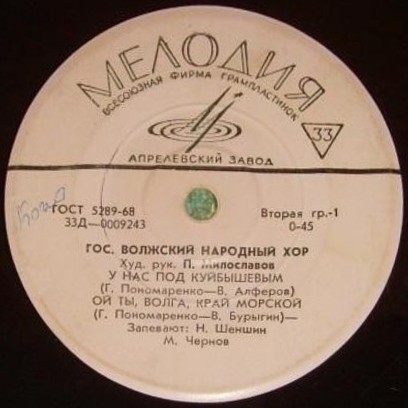 МЕЛОДИЯ
ВСЕСОЮЗНАЯ ФИРМА ГРАМПЛАСТИНОК
33
АПРЕЛЕВСКИЙ ЗАВОД
ГОСТ 5289-68
33Д—0009243
Вторая гр.-1
0-45
ГОС. ВОЛЖСКИЙ НАРОДНЫЙ ХОР
Худ. рук. П. Милославов
У НАС ПОД КУЙБЫШЕВЫМ
(Г. Пономаренко—В. Алферов)
ОЙ ТЫ, ВОЛГА, КРАЙ МОРСКОЙ
(Г. Пономаренко—В. Бурыгин)—
Запевают: Н. Шеншин
М. Чернов